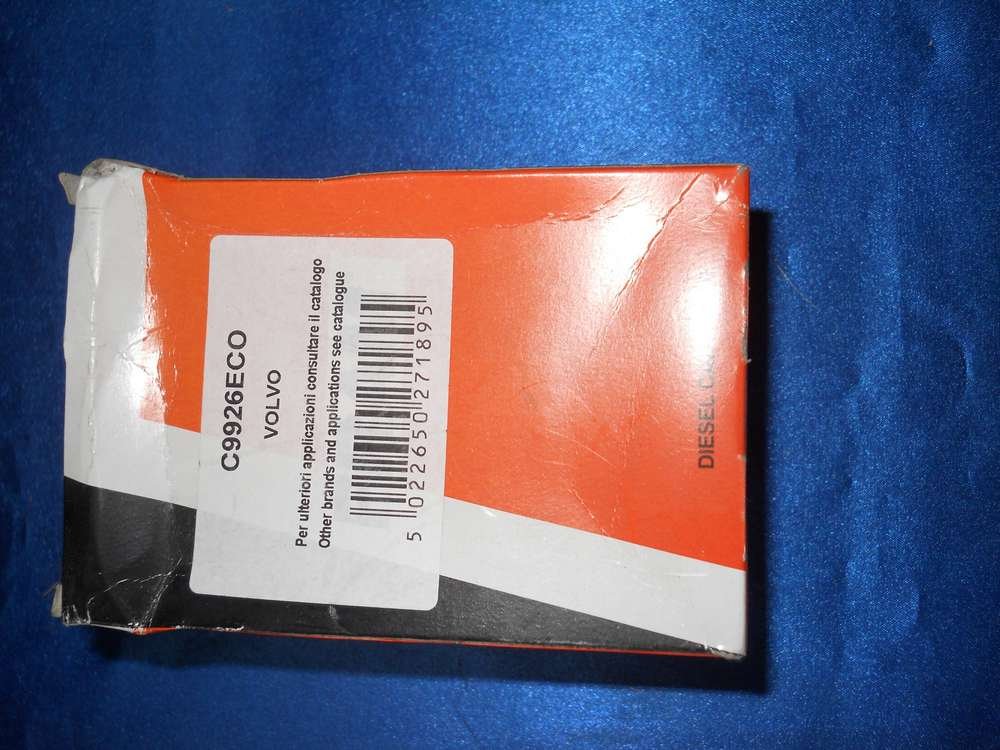 C9926ECO
VOLVO
Per ulteriori applicazioni consultare il catalogo
Other brands and applications see catalogue
5 022650 271895
DIESEL